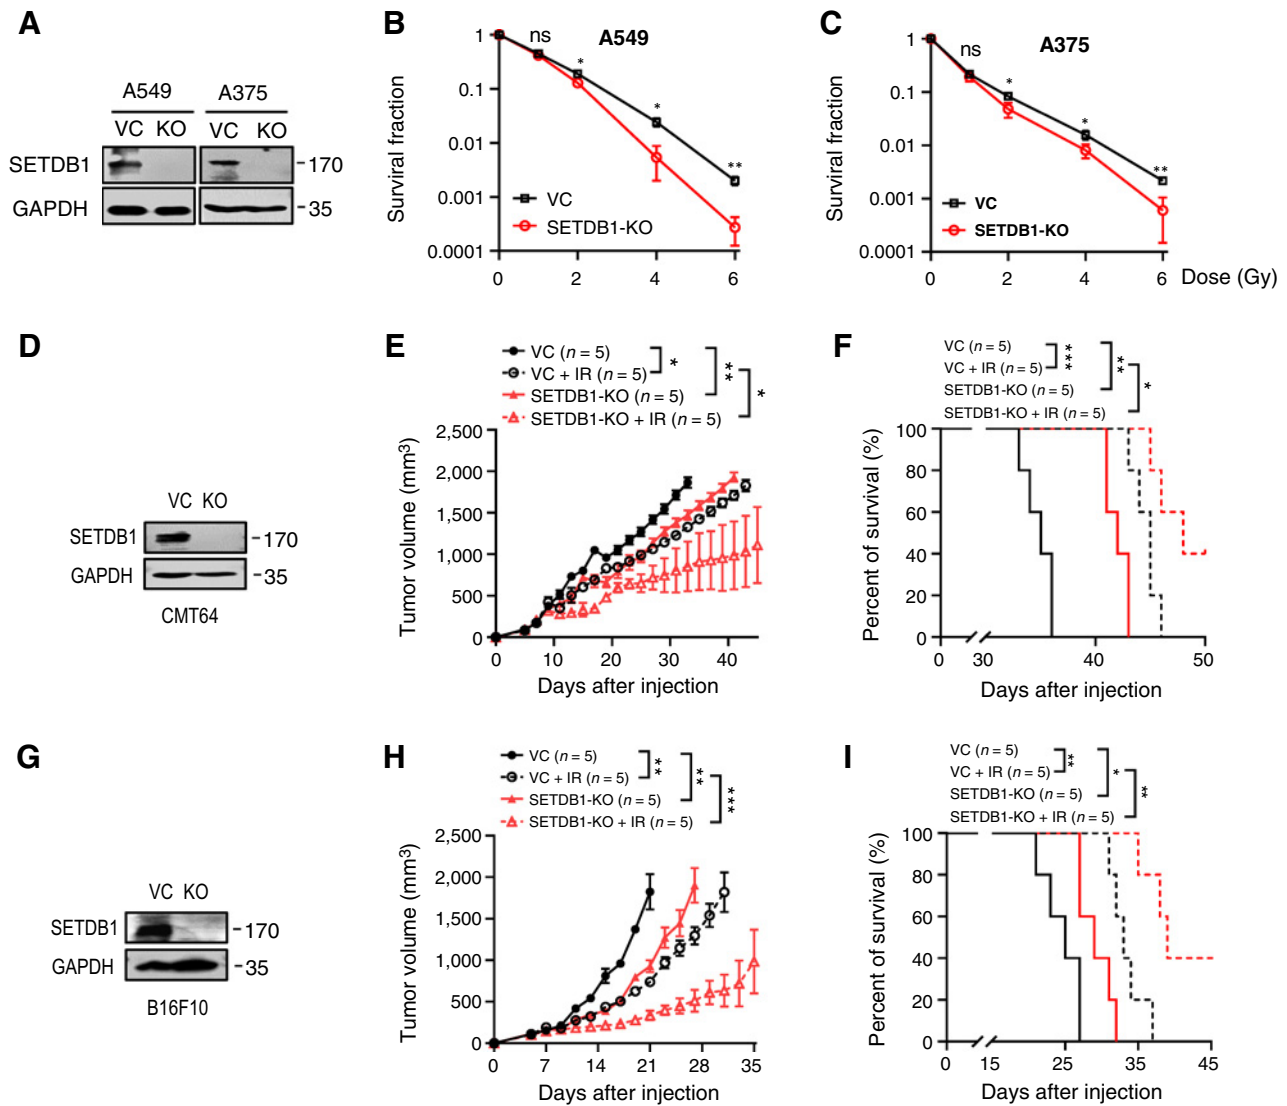 A
A549 A375
VC KO VC KO
SETDB1 -170
GAPDH -35
B
A549
Surviral fraction
1
0.1
0.01
0.001
0.0001
ns
*
*
**
VC
SETDB1-KO
0 2 4 6
C
A375
Surviral fraction
1
0.1
0.01
0.001
0.0001
ns
*
*
**
VC
SETDB1-KO
0 2 4 6 Dose (Gy)
D
VC KO
SETDB1 -170
GAPDH -35
CMT64
E
VC (n = 5)
VC + IR (n = 5)
SETDB1-KO (n = 5)
SETDB1-KO + IR (n = 5)
*
**
*
Tumor volume (mm3)
2,500
2,000
1,500
1,000
500
0
0 10 20 30 40
Days after injection
F
VC (n = 5)
VC + IR (n = 5)
SETDB1-KO (n = 5)
SETDB1-KO + IR (n = 5)
***
**
*
Percent of survival (%)
100
80
60
40
20
0
0 30 40 50
Days after injection
G
VC KO
SETDB1 -170
GAPDH -35
B16F10
H
VC (n = 5)
VC + IR (n = 5)
SETDB1-KO (n = 5)
SETDB1-KO + IR (n = 5)
**
**
***
Tumor volume (mm3)
2,500
2,000
1,500
1,000
500
0
0 7 14 21 28 35
Days after injection
I
VC (n = 5)
VC + IR (n = 5)
SETDB1-KO (n = 5)
SETDB1-KO + IR (n = 5)
**
*
**
Percent of survival (%)
100
80
60
40
20
0
0 15 25 35 45
Days after injection